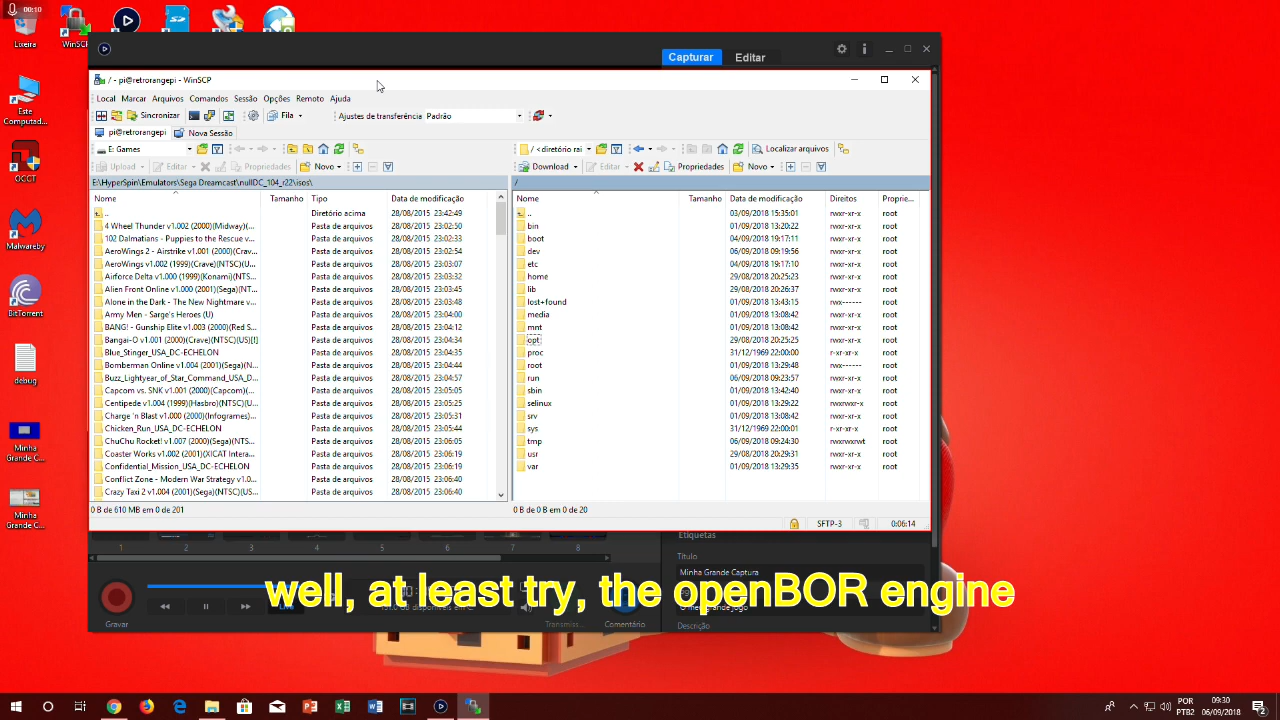 00:10
Lixeira
WinSCP
Capturar
Editar
/ - pi@retrorangepi - WinSCP
Local Marcar Arquivos Comandos Sessão Opções Remoto Ajuda
Sincronizar
Fila
Ajustes de transferência Padrão
pi@retrorangepi
Nova Sessão
E: Games
/ <diretório rai
Localizar arquivos
Upload
Editar
Propriedades
Novo
Download
Editar
Propriedades
Novo
E:\HyperSpin\Emulators\Sega Dreamcast\nullDC_104_r22\isos\
/
Nome Tamanho Tipo Data de modificação
.. Diretório acima 28/08/2015 23:42:49
4 Wheel Thunder v1.002 (2000)(Midway)(... Pasta de arquivos 28/08/2015 23:02:50
102 Dalmatians - Puppies to the Rescue v... Pasta de arquivos 28/08/2015 23:02:33
AeroWings 2 - Airstrike v1.001 (2000)(Crav... Pasta de arquivos 28/08/2015 23:02:54
AeroWings v1.002 (1999)(Crave)(NTSC)(U... Pasta de arquivos 28/08/2015 23:03:07
Airforce Delta v1.000 (1999)(Konami)(NTS... Pasta de arquivos 28/08/2015 23:03:32
Alien Front Online v1.003 (2001)(Sega)(NT... Pasta de arquivos 28/08/2015 23:03:45
Alone in the Dark - The New Nightmare v... Pasta de arquivos 28/08/2015 23:03:48
Army Men - Sarge's Heroes (U) Pasta de arquivos 28/08/2015 23:04:00
BANG! - Gunship Elite v1.003 (2000)(Red S... Pasta de arquivos 28/08/2015 23:04:12
Bangai-O v1.001 (2000)(Crave)(NTSC)(US)[!] Pasta de arquivos 28/08/2015 23:04:34
Blue_Stinger_USA_DC-ECHELON Pasta de arquivos 28/08/2015 23:04:35
Bomberman Online v1.004 (2001)(Sega)(N... Pasta de arquivos 28/08/2015 23:04:44
Buzz_Lightyear_of_Star_Command_USA_D... Pasta de arquivos 28/08/2015 23:04:57
Capcom vs. SNK v1.001 (2000)(Capcom)(... Pasta de arquivos 28/08/2015 23:05:05
Centipede v1.004 (1999)(Hasbro)(NTSC)(U... Pasta de arquivos 28/08/2015 23:05:25
Charge 'n Blast v1.000 (2000)(Infogrames)... Pasta de arquivos 28/08/2015 23:05:31
Chicken_Run_USA_DC-ECHELON Pasta de arquivos 28/08/2015 23:05:44
ChuChu Rocket! v1.007 (2000)(Sega)(NTS... Pasta de arquivos 28/08/2015 23:06:05
Coaster Works v1.002 (2001)(XICAT Interac... Pasta de arquivos 28/08/2015 23:06:19
Confidential_Mission_USA_DC-ECHELON Pasta de arquivos 28/08/2015 23:06:19
Conflict Zone - Modern War Strategy v1.0... Pasta de arquivos 28/08/2015 23:06:40
Crazy Taxi 2 v1.004 (2001)(Sega)(NTSC)(US... Pasta de arquivos 28/08/2015 23:06:40
0 B de 610 MB em 0 de 201
Nome Tamanho Data de modificação Direitos Proprie...
.. 03/09/2018 15:35:01 rwxr-xr-x root
bin 01/09/2018 13:20:22 rwxr-xr-x root
boot 04/09/2018 19:17:11 rwxr-xr-x root
dev 06/09/2018 09:19:56 rwxr-xr-x root
etc 04/09/2018 19:17:10 rwxr-xr-x root
home 29/08/2018 20:25:23 rwxr-xr-x root
lib 29/08/2018 20:26:37 rwxr-xr-x root
lost+found 01/09/2018 13:43:15 rwx------ root
media 01/09/2018 13:08:42 rwxr-xr-x root
mnt 01/09/2018 13:08:42 rwxr-xr-x root
opt 29/08/2018 20:25:25 rwxr-xr-x root
proc 31/12/1969 22:00:00 r-xr-xr-x root
root 01/09/2018 13:29:48 rwx------ root
run 06/09/2018 09:23:57 rwxr-xr-x root
sbin 01/09/2018 13:42:40 rwxr-xr-x root
selinux 01/09/2018 13:29:22 rwxrwxr-x root
srv 01/09/2018 13:08:42 rwxr-xr-x root
sys 31/12/1969 22:00:01 r-xr-xr-x root
tmp 06/09/2018 09:24:30 rwxrwxrwt root
usr 29/08/2018 20:29:31 rwxr-xr-x root
var 01/09/2018 13:29:35 rwxr-xr-x root
0 B de 0 B em 0 de 20
SFTP-3 0:06:14
Este
Computad...
OCCT
Malwareby...
BitTorrent
debug
Minha
Grande C...
Minha
Grande C...
1 2 3 4 5 6 7 8
Etiquetas
Título
Minha Grande Captura
well, at least try, the openBOR engine
Gravar
Transmiss...
Comentário
Descrição
POR
PTB2
09:30
06/09/2018
2